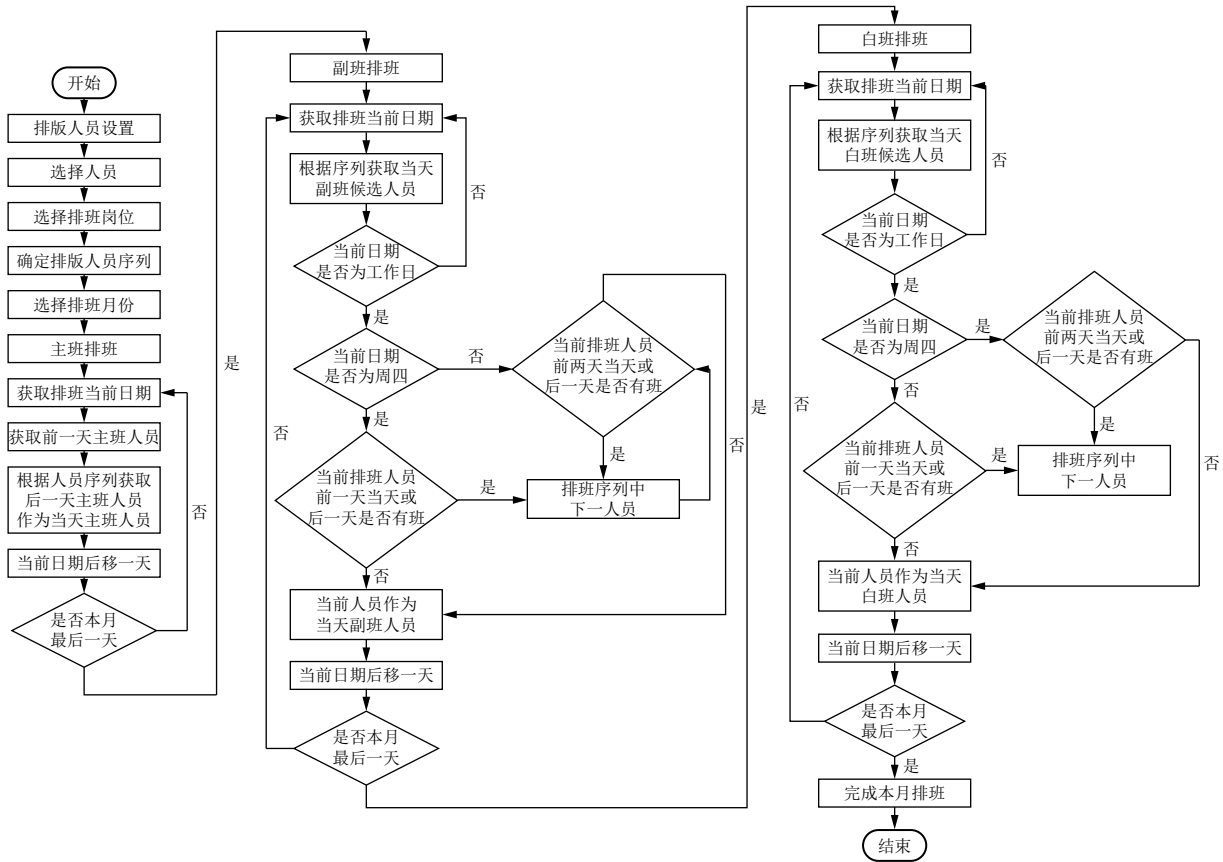 开始
排版人员设置
选择人员
选择排班岗位
确定排版人员序列
选择排班月份
主班排班
获取排班当前日期
获取前一天主班人员
根据人员序列获取
后一天主班人员
作为当天主班人员
当前日期后移一天
是否本月
最后一天
否
是
副班排班
获取排班当前日期
根据序列获取当天
副班候选人员
当前日期
是否为工作日
否
是
当前日期
是否为周四
否
是
当前排班人员
前两天当天或
后一天是否有班
是
否
当前排班人员
前一天当天或
后一天是否有班
是
排班序列中
下一人员
否
当前人员作为
当天副班人员
当前日期后移一天
是否本月
最后一天
否
是
白班排班
获取排班当前日期
根据序列获取当天
白班候选人员
否
当前日期
是否为工作日
是
当前日期
是否为周四
是
当前排班人员
前两天当天或
后一天是否有班
否
是
否
当前排班人员
前一天当天或
后一天是否有班
是
排班序列中
下一人员
否
当前人员作为当天
白班人员
当前日期后移一天
是否本月
最后一天
否
是
完成本月排班
结束